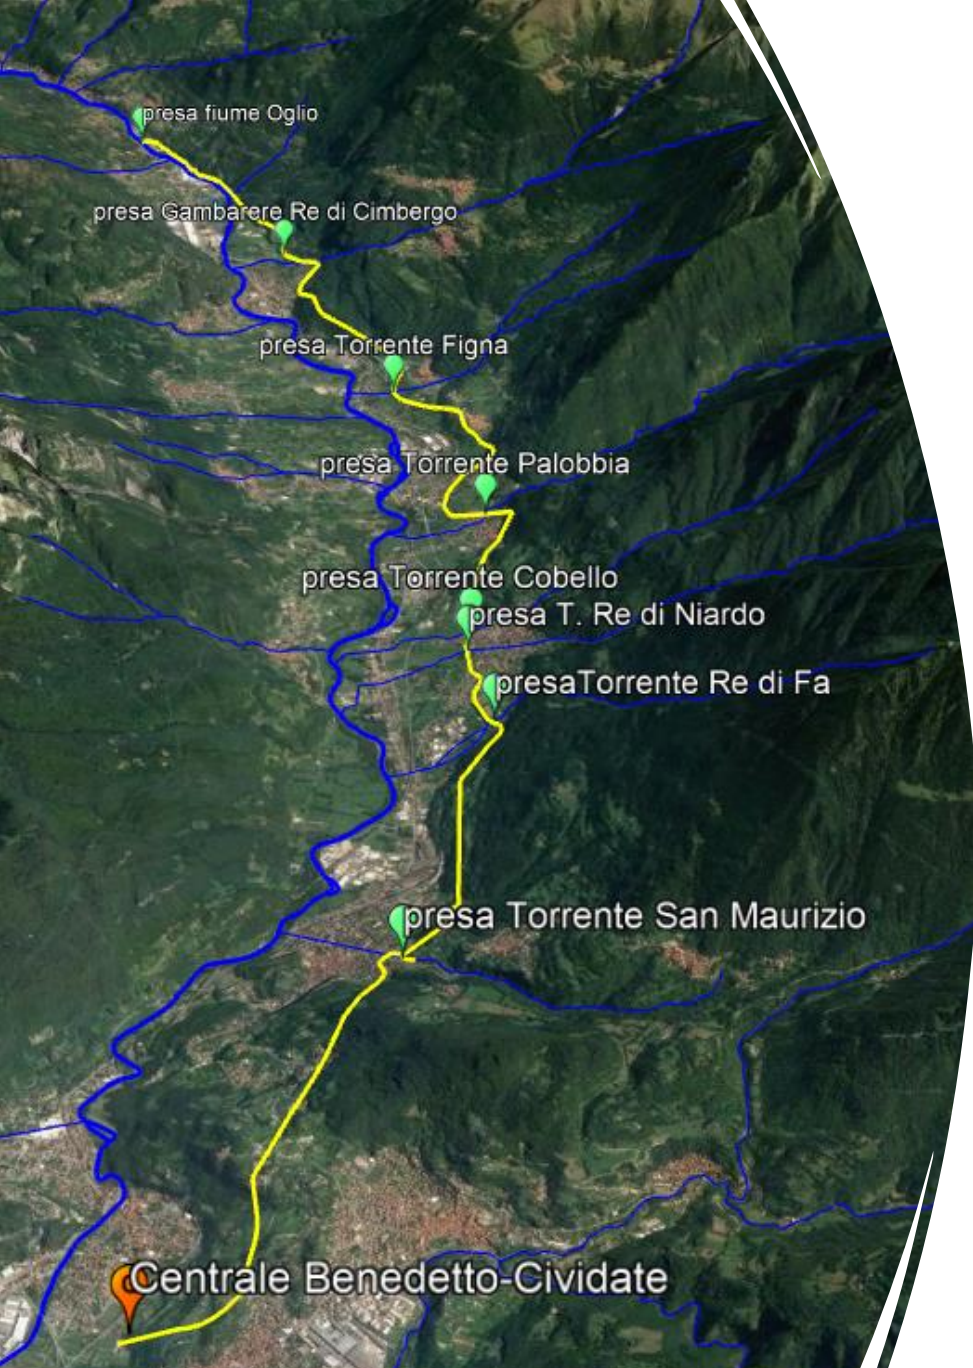 presa fiume Oglio
presa Gambarere Re di Cimbergo
presa Torrente Figna
presa Torrente Palobbia
presa Torrente Cobello
presa T. Re di Niardo
presaTorrente Re di Fa
presa Torrente San Maurizio
Centrale Benedetto-Cividate